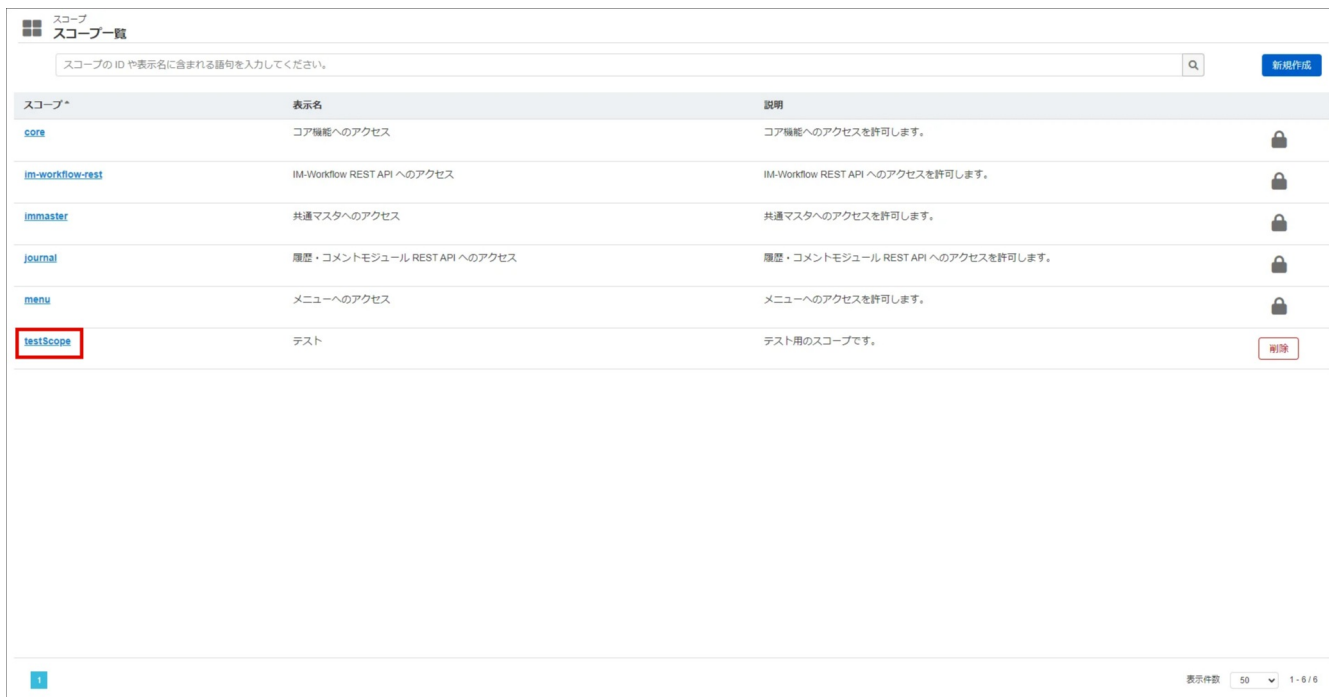 スコープ
スコープ一覧
スコープの ID や表示名に含まれる語句を入力してください。
新規作成
スコープ 表示名 説明
core コア機能へのアクセス コア機能へのアクセスを許可します。
im-workflow-rest IM-Workflow REST API へのアクセス IM-Workflow REST API へのアクセスを許可します。
immaster 共通マスタへのアクセス 共通マスタへのアクセスを許可します。
journal 履歴・コメントモジュール REST API へのアクセス 履歴・コメントモジュール REST API へのアクセスを許可します。
menu メニューへのアクセス メニューへのアクセスを許可します。
testScope テスト テスト用のスコープです。 削除
1 表示件数 50 1 - 6 / 6